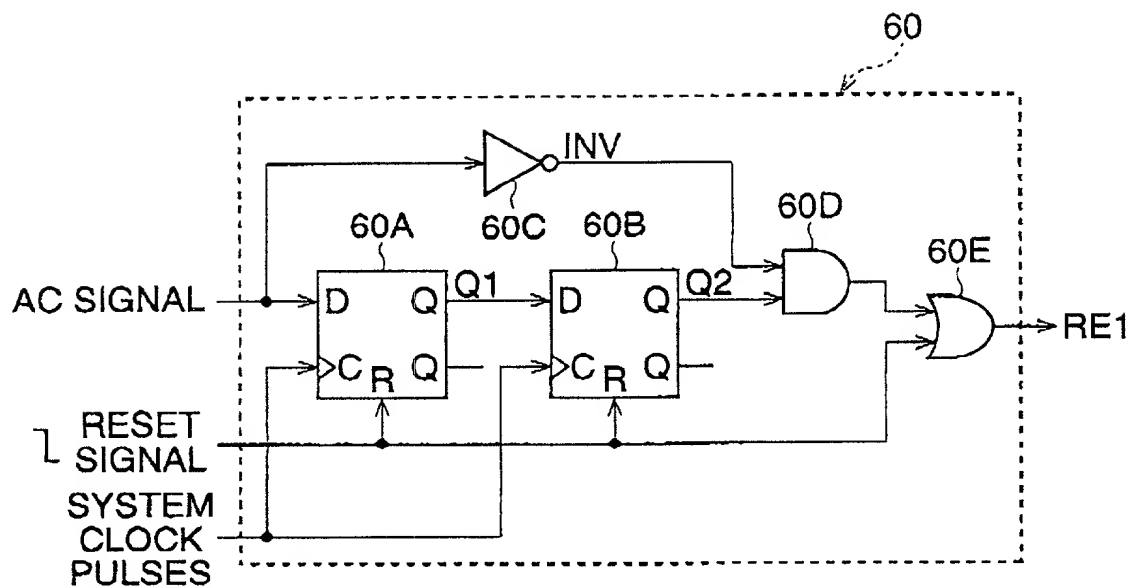 60
INV
60C
60D
60A
60B
60E
AC SIGNAL
D
Q
Q1
D
Q
Q2
RE1
C
R
Q
C
R
Q
RESET
SIGNAL
SYSTEM
CLOCK
PULSES